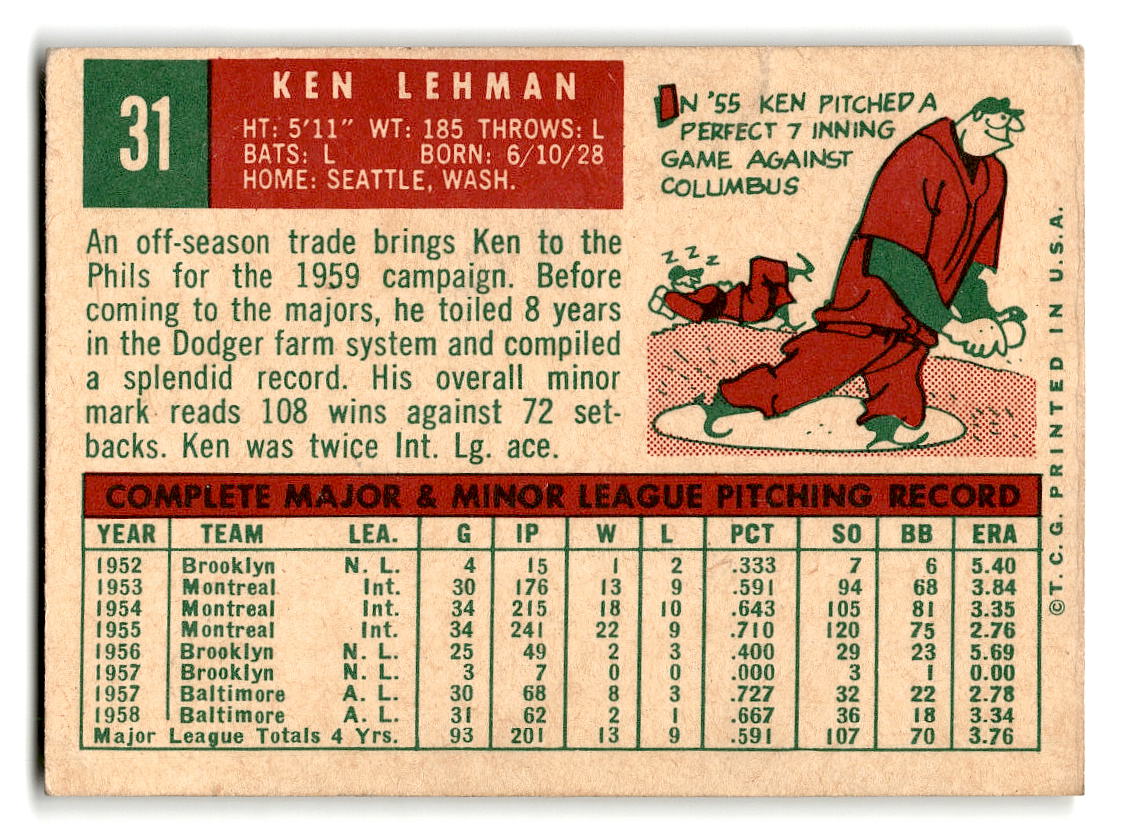 31
KEN LEHMAN
HT: 5'11" WT: 185 THROWS: L
BATS: L BORN: 6/10/28
HOME: SEATTLE, WASH.
An off-season trade brings Ken to the
Phils for the 1959 campaign. Before
coming to the majors, he toiled 8 years
in the Dodger farm system and compiled
a splendid record. His overall minor
mark reads 108 wins against 72 set-
backs. Ken was twice Int. Lg. ace.
IN '55 KEN PITCHED A
PERFECT 7 INNING
GAME AGAINST
COLUMBUS
Z Z Z
COMPLETE MAJOR & MINOR LEAGUE PITCHING RECORD
YEAR TEAM LEA. G IP W L PCT SO BB ERA
1952 Brooklyn N. L. 4 15 1 2 .333 7 6 5.40
1953 Montreal Int. 30 176 13 9 .591 94 68 3.84
1954 Montreal Int. 34 215 18 10 .643 105 81 3.35
1955 Montreal Int. 34 241 22 9 .710 120 75 2.76
1956 Brooklyn N. L. 25 49 2 3 .400 29 23 5.69
1957 Brooklyn N. L. 3 7 0 0 .000 3 1 0.00
1957 Baltimore A. L. 30 68 8 3 .727 32 22 2.78
1958 Baltimore A. L. 31 62 2 1 .667 36 18 3.34
Major League Totals 4 Yrs. 93 201 13 9 .591 107 70 3.76
©T. C. G. PRINTED IN U.S.A.